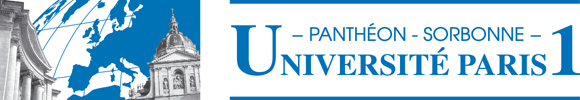 – PANTHÉON - SORBONNE –
UNIVERSITÉ PARIS 1